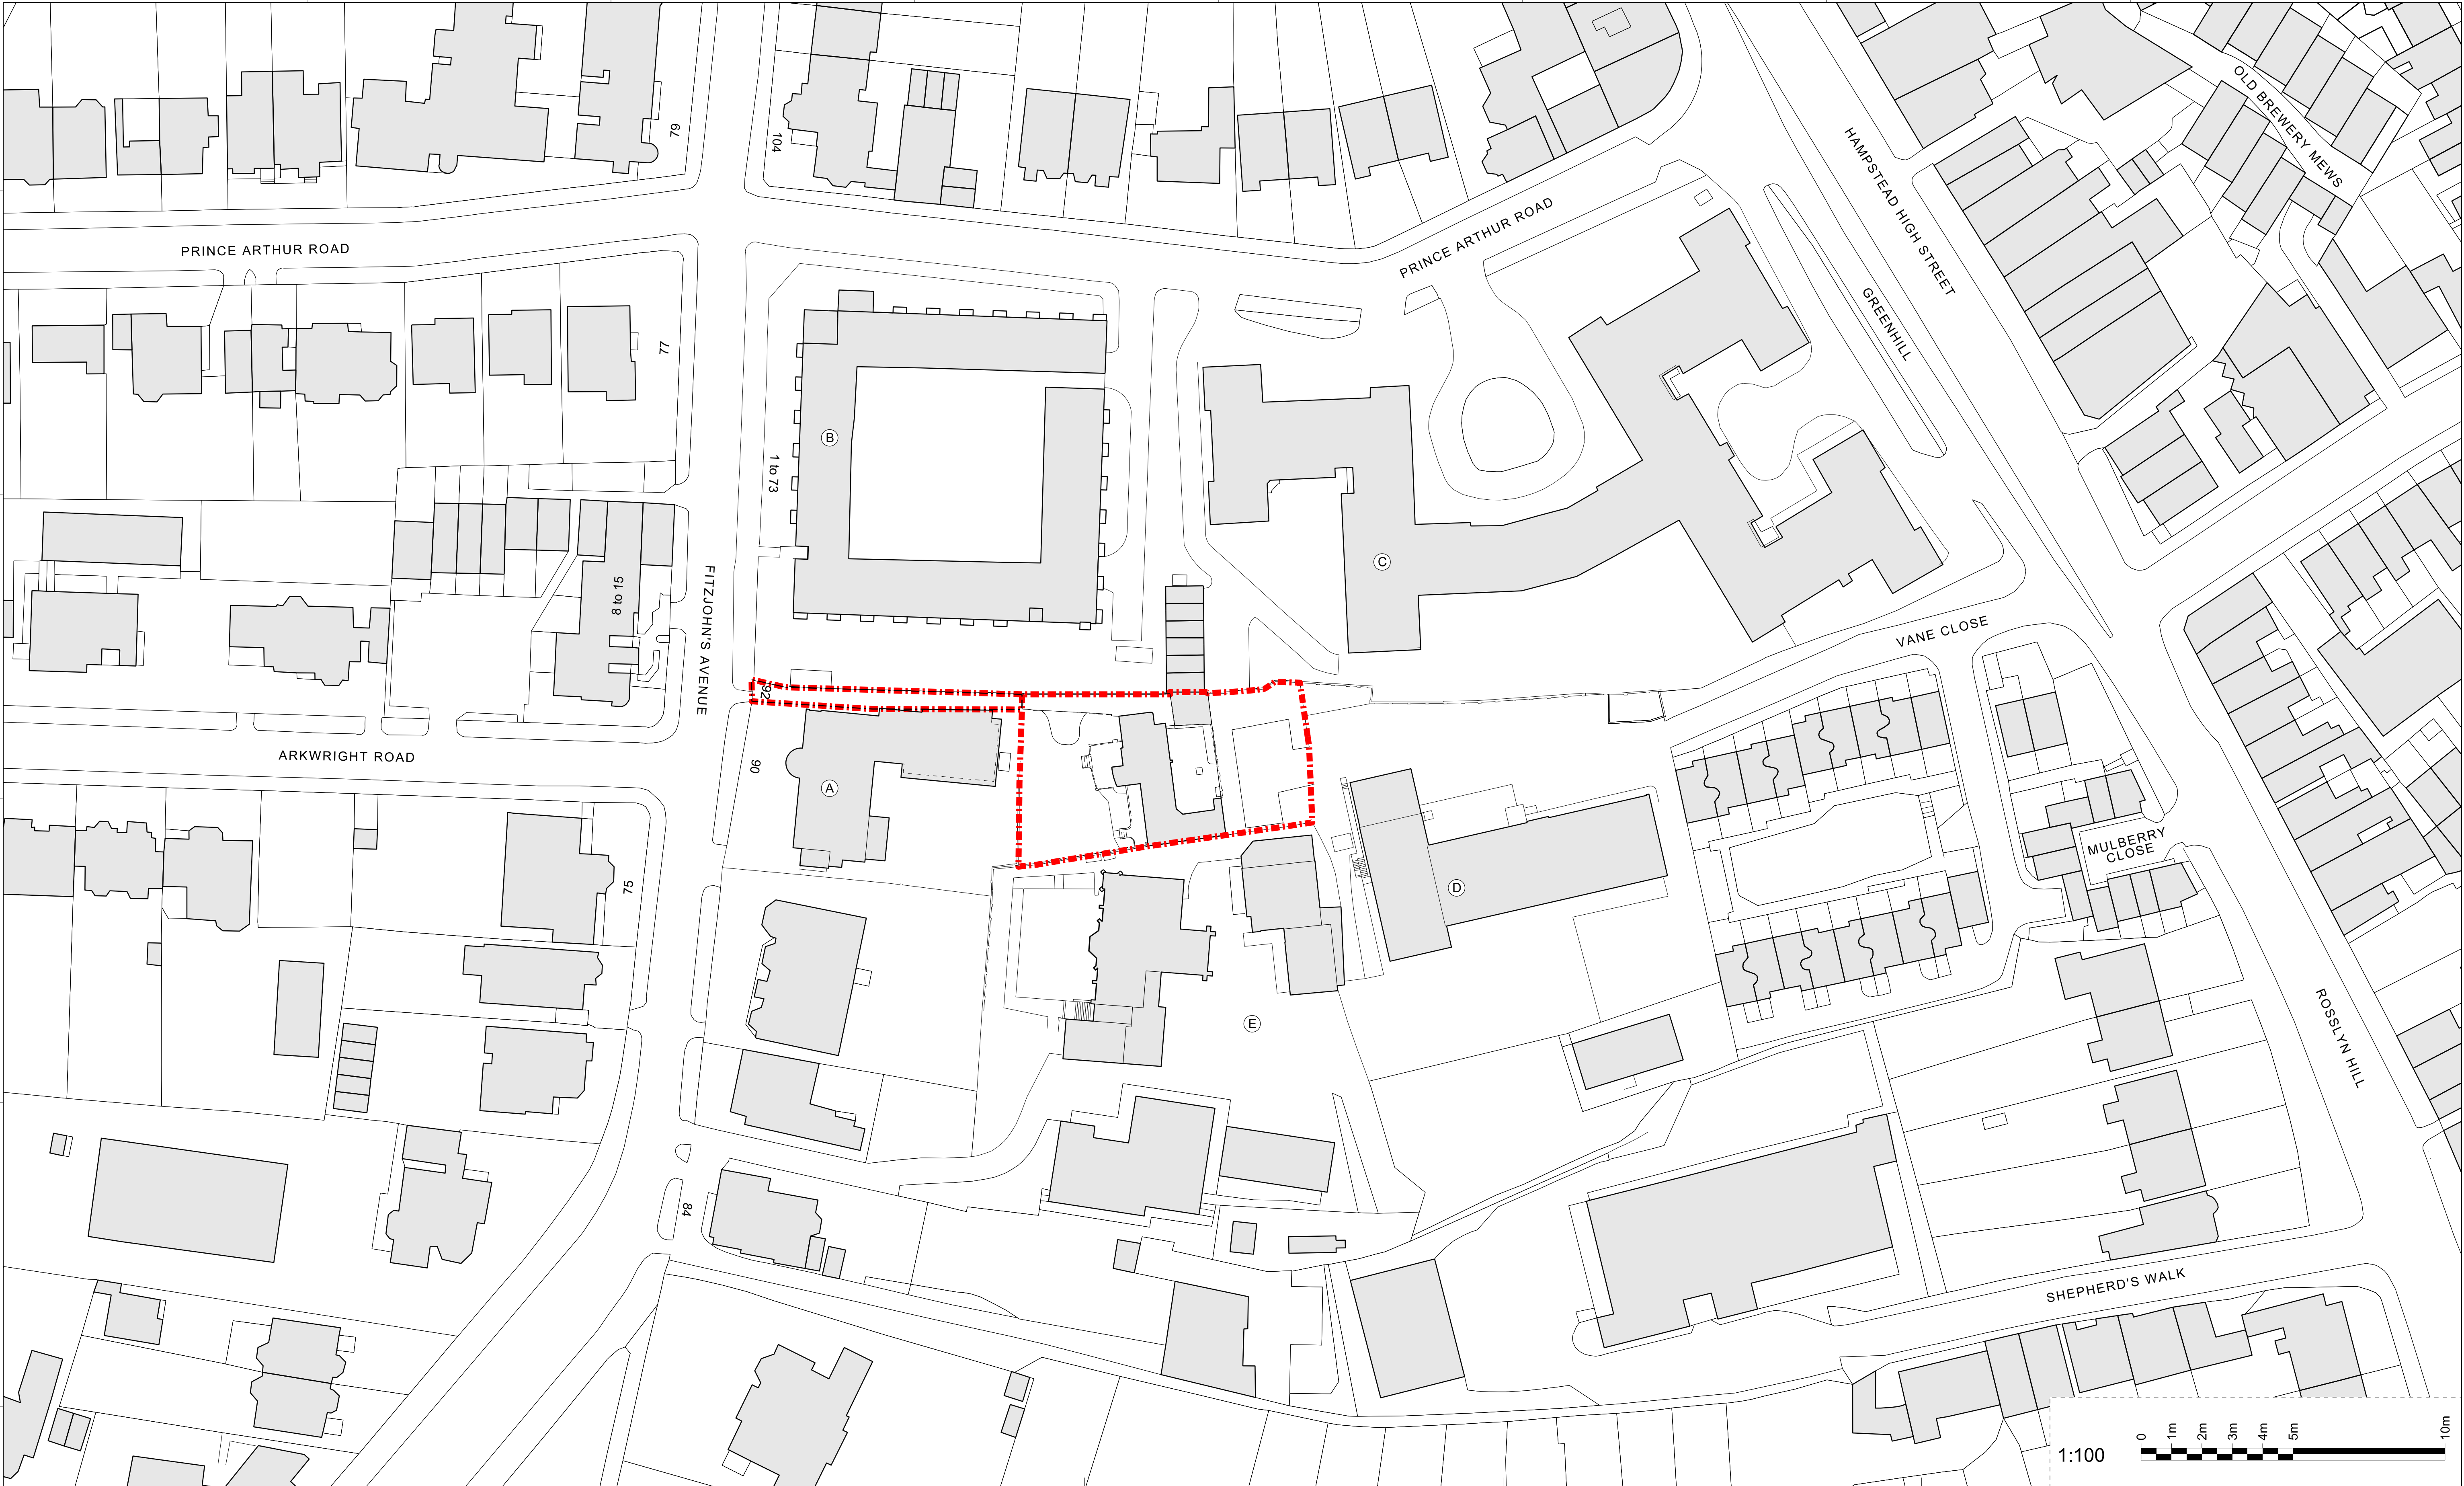 OLD BREWERY MEWS
79
104
HAMPSTEAD HIGH STREET
PRINCE ARTHUR ROAD
PRINCE ARTHUR ROAD
GREENHILL
77
B
1 to 73
C
8 to 15
FITZJOHN'S AVENUE
VANE CLOSE
92
ARKWRIGHT ROAD
90
A
MULBERRY
CLOSE
75
D
E
ROSSLYN HILL
84
SHEPHERD'S WALK
1:100
0 1m 2m 3m 4m 5m 10m